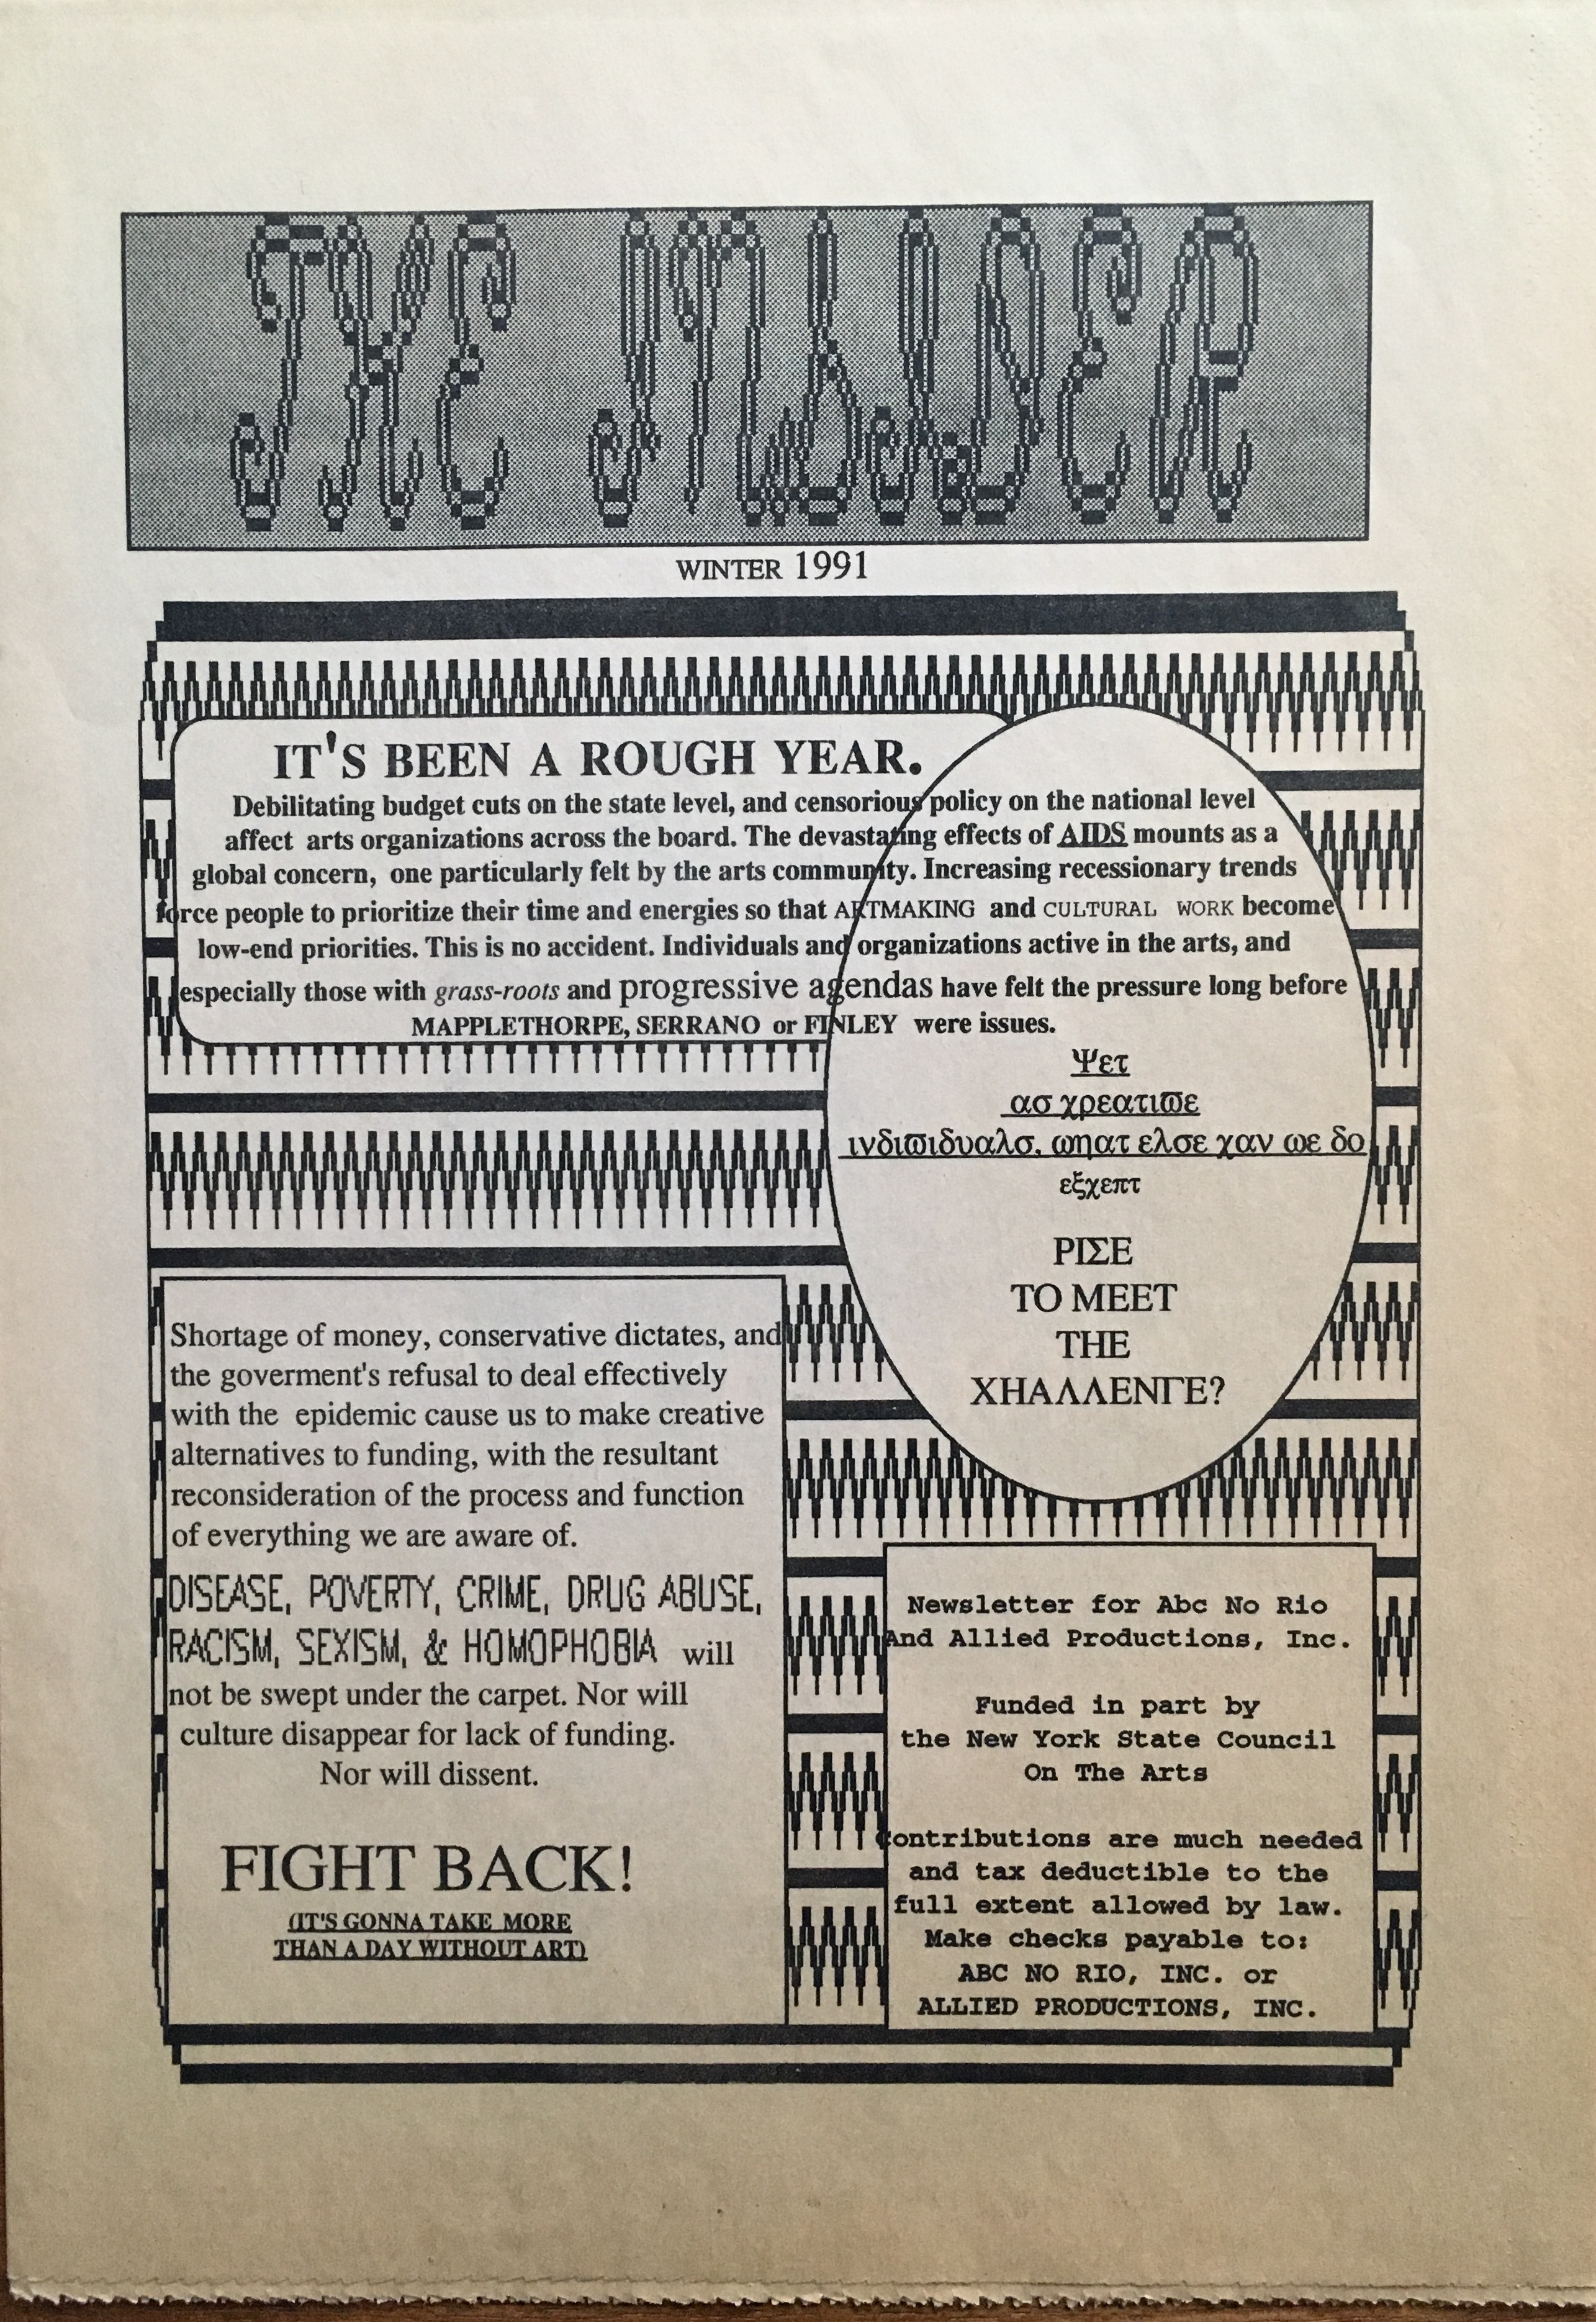 THE INSIDER
WINTER 1991
IT'S BEEN A ROUGH YEAR.
Debilitating budget cuts on the state level, and censorious policy on the national level
affect arts organizations across the board. The devastating effects of AIDS mounts as a
global concern, one particularly felt by the arts community. Increasing recessionary trends
force people to prioritize their time and energies so that ARTMAKING and CULTURAL WORK become
low-end priorities. This is no accident. Individuals and organizations active in the arts, and
especially those with grass-roots and progressive agendas have felt the pressure long before
MAPPLETHORPE, SERRANO or FINLEY were issues.
Ψετ
ασ χρεατιϖε
ινδιϖιδυαλσ, ωηατ ελσε χαν ωε δο
εξχεπτ
ΡΙΣΕ
ΤΟ ΜΕΕΤ
ΤΗΕ
ΧΗΑΛΛΕΝΓΕ?
Shortage of money, conservative dictates, and
the goverment's refusal to deal effectively
with the epidemic cause us to make creative
alternatives to funding, with the resultant
reconsideration of the process and function
of everything we are aware of.
DISEASE, POVERTY, CRIME, DRUG ABUSE,
RACISM, SEXISM, & HOMOPHOBIA will
not be swept under the carpet. Nor will
culture disappear for lack of funding.
Nor will dissent.
FIGHT BACK!
(IT'S GONNA TAKE MORE
THAN A DAY WITHOUT ART)
Newsletter for Abc No Rio
And Allied Productions, Inc.
Funded in part by
the New York State Council
On The Arts
Contributions are much needed
and tax deductible to the
full extent allowed by law.
Make checks payable to:
ABC NO RIO, INC. or
ALLIED PRODUCTIONS, INC.